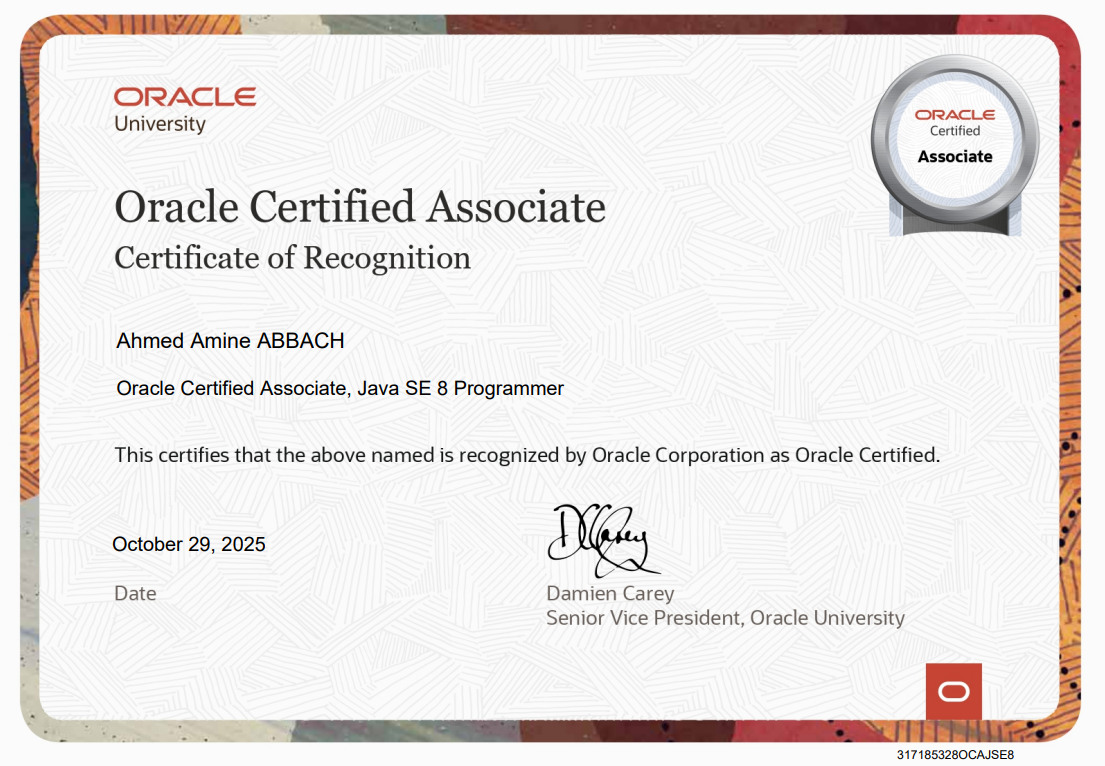 ORACLE
University
ORACLE
Certified
Associate
Oracle Certified Associate
Certificate of Recognition
Ahmed Amine ABBACH
Oracle Certified Associate, Java SE 8 Programmer
This certifies that the above named is recognized by Oracle Corporation as Oracle Certified.
DCCarey
October 29, 2025
Date
Damien Carey
Senior Vice President, Oracle University
317185328OCAJSE8